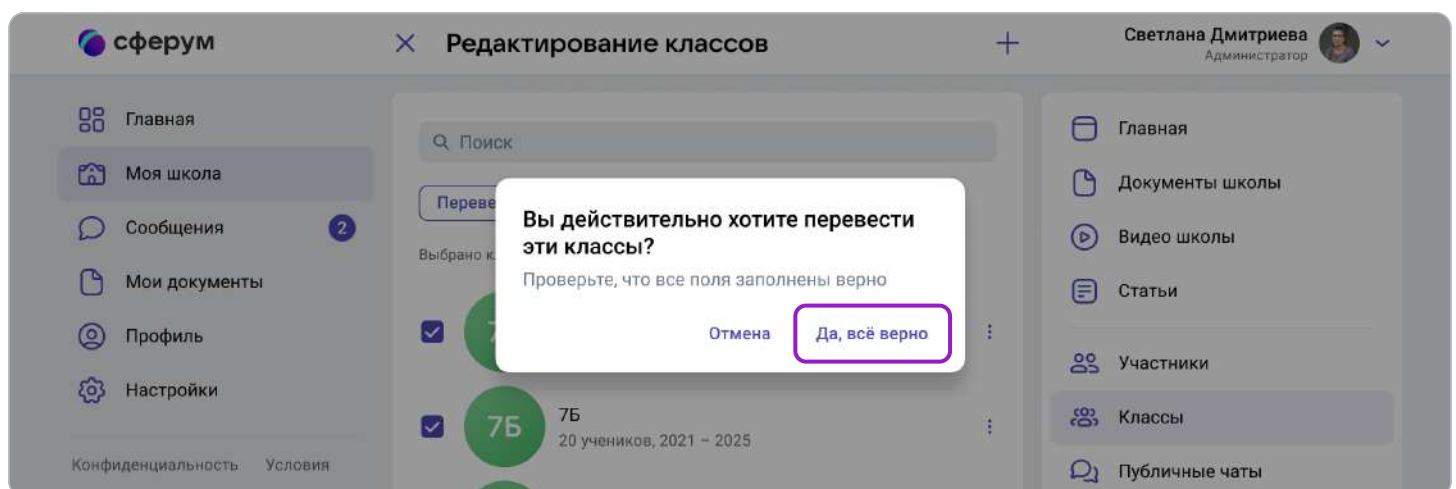 сферум
Редактирование классов
Светлана Дмитриева
Администратор
Главная
Моя школа
Сообщения
2
Мои документы
Профиль
Настройки
Конфиденциальность Условия
Поиск
Вы действительно хотите перевести
эти классы?
Проверьте, что все поля заполнены верно
Отмена Да, всё верно
Выбрано
7Б
7Б
20 учеников, 2021 – 2025
Главная
Документы школы
Видео школы
Статьи
Участники
Классы
Публичные чаты